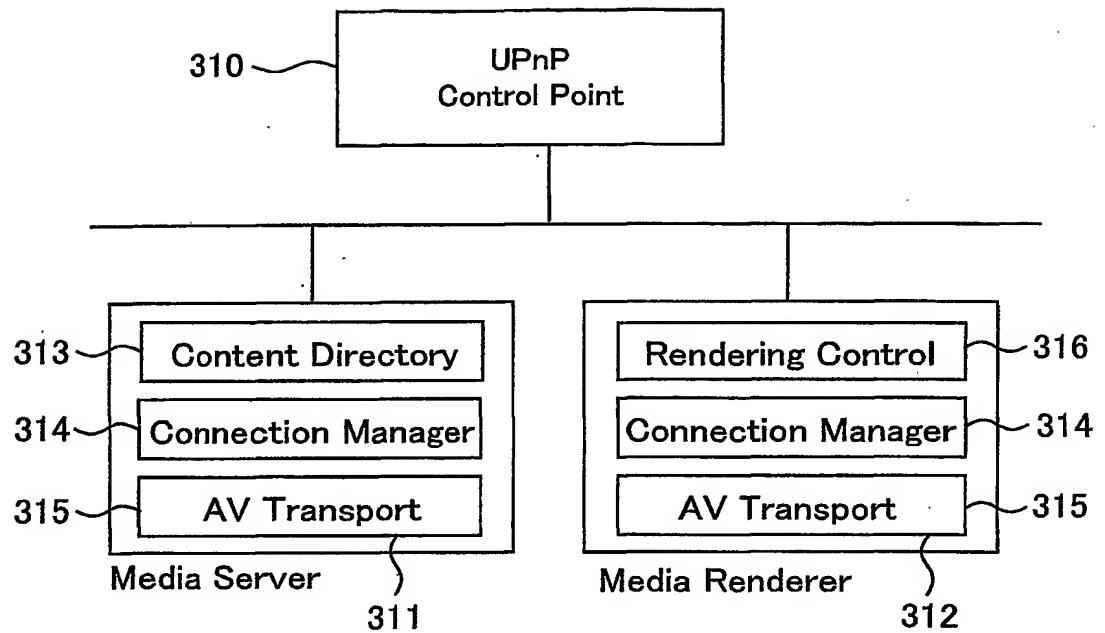 310
UPnP
Control Point
313
Content Directory
Rendering Control
316
314
Connection Manager
Connection Manager
314
315
AV Transport
AV Transport
315
Media Server
311
Media Renderer
312